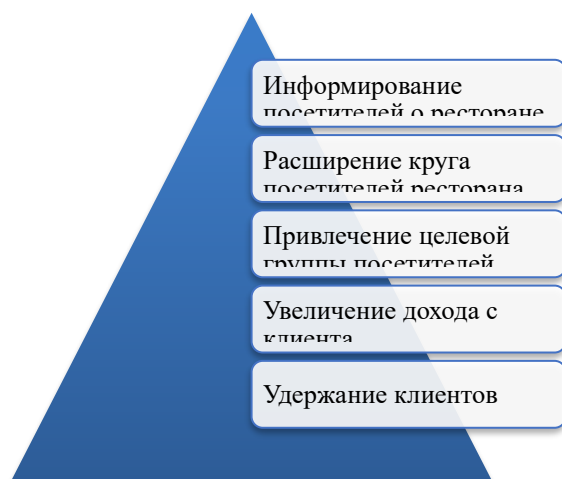 Информирование
посетителей о ресторане
Расширение круга
посетителей ресторана
Привлечение целевой
группы посетителей
Увеличение дохода с
клиента
Удержание клиентов